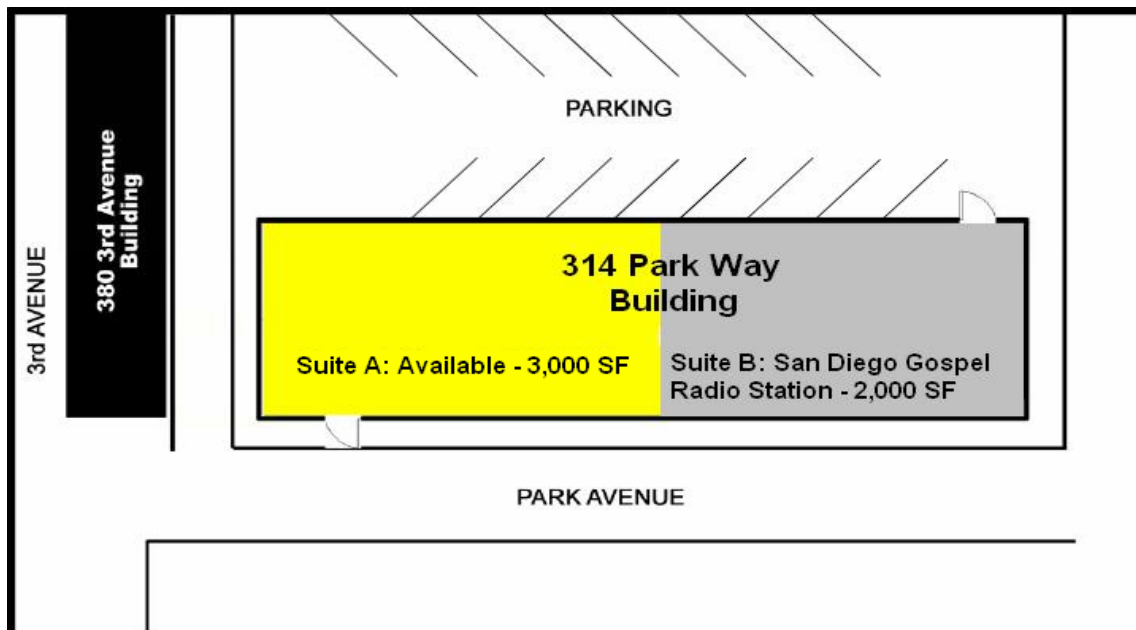 PARKING
380 3rd Avenue
Building
3rd AVENUE
314 Park Way
Building
Suite A: Available - 3,000 SF
Suite B: San Diego Gospel
Radio Station - 2,000 SF
PARK AVENUE